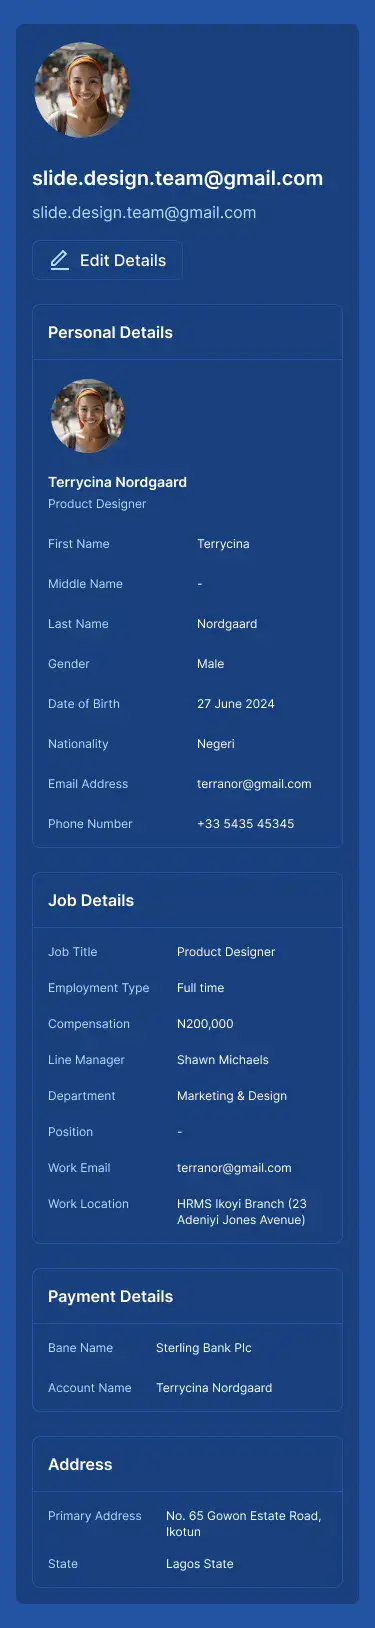 slide.design.team@gmail.com
slide.design.team@gmail.com
Edit Details
Personal Details
Terrycina Nordgaard
Product Designer
First Name Terrycina
Middle Name -
Last Name Nordgaard
Gender Male
Date of Birth 27 June 2024
Nationality Negeri
Email Address terranor@gmail.com
Phone Number +33 5435 45345
Job Details
Job Title Product Designer
Employment Type Full time
Compensation N200,000
Line Manager Shawn Michaels
Department Marketing & Design
Position -
Work Email terranor@gmail.com
Work Location HRMS Ikoyi Branch (23
Adeniyi Jones Avenue)
Payment Details
Bane Name Sterling Bank Plc
Account Name Terrycina Nordgaard
Address
Primary Address No. 65 Gowon Estate Road,
Ikotun
State Lagos State